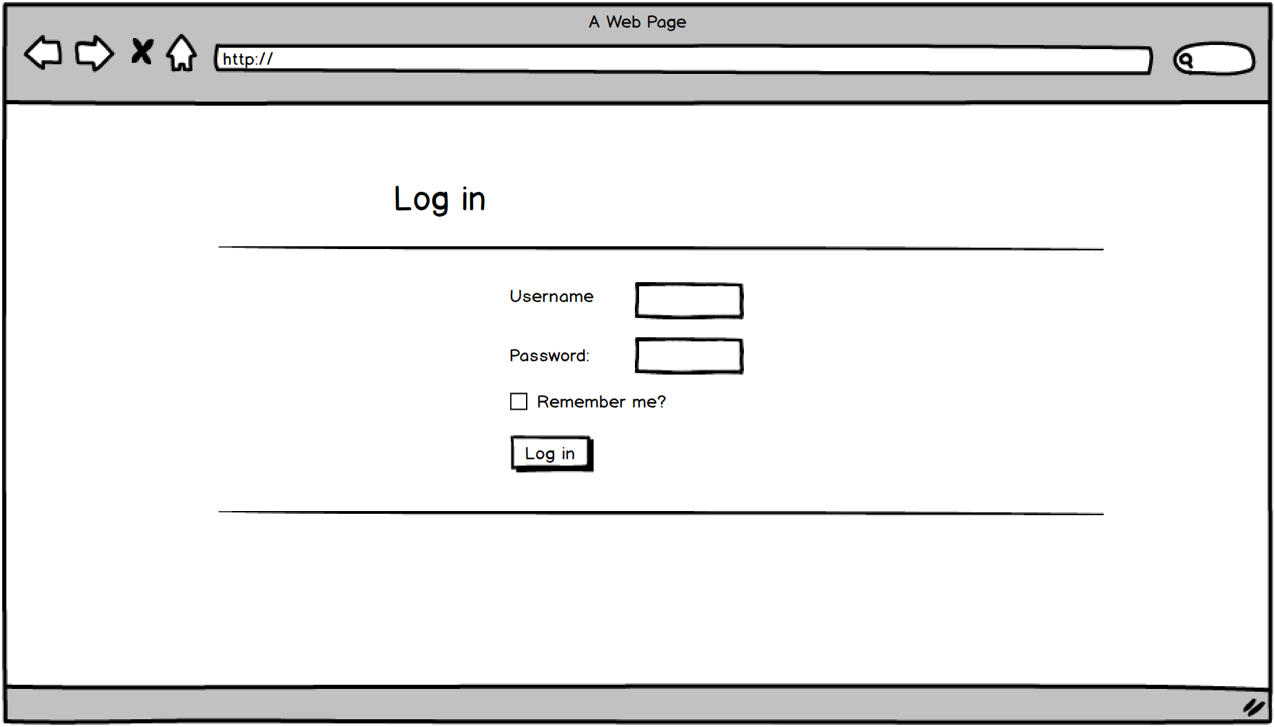 A Web Page
http://
Log in
Username
Password:
Remember me?
Log in